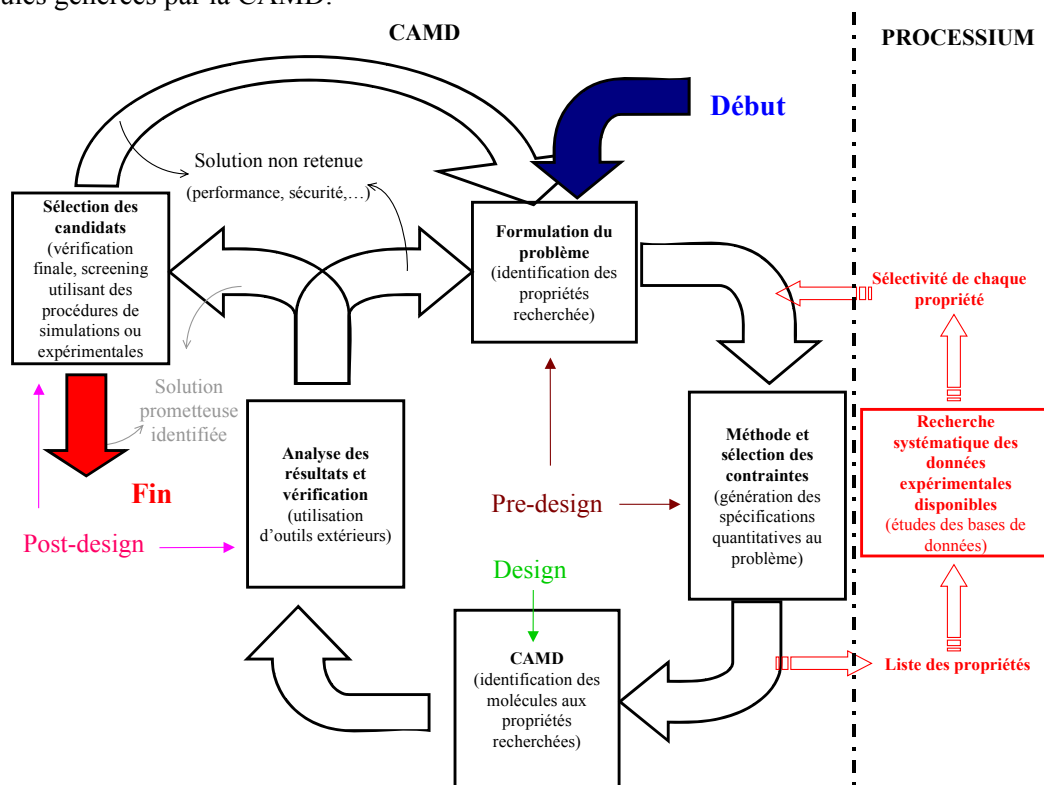 ules générées par la CAMD.
CAMD
PROCESSIUM
Début
Solution non retenue
(performance, sécurité,…)
Sélection des
candidats
(vérification
finale, screening
utilisant des
procédures de
simulations ou
expérimentales
Formulation du
problème
(identification des
propriétés
recherchée)
Sélectivité de chaque
propriété
Solution
prometteuse
identifiée
Fin
Analyse des
résultats et
vérification
(utilisation
d’outils extérieurs)
Méthode et
sélection des
contraintes
(génération des
spécifications
quantitatives au
problème)
Recherche
systématique des
données
expérimentales
disponibles
(études des bases de
données)
Pre-design
Post-design
Design
CAMD
(identification des
molécules aux
propriétés
recherchées)
Liste des propriétés